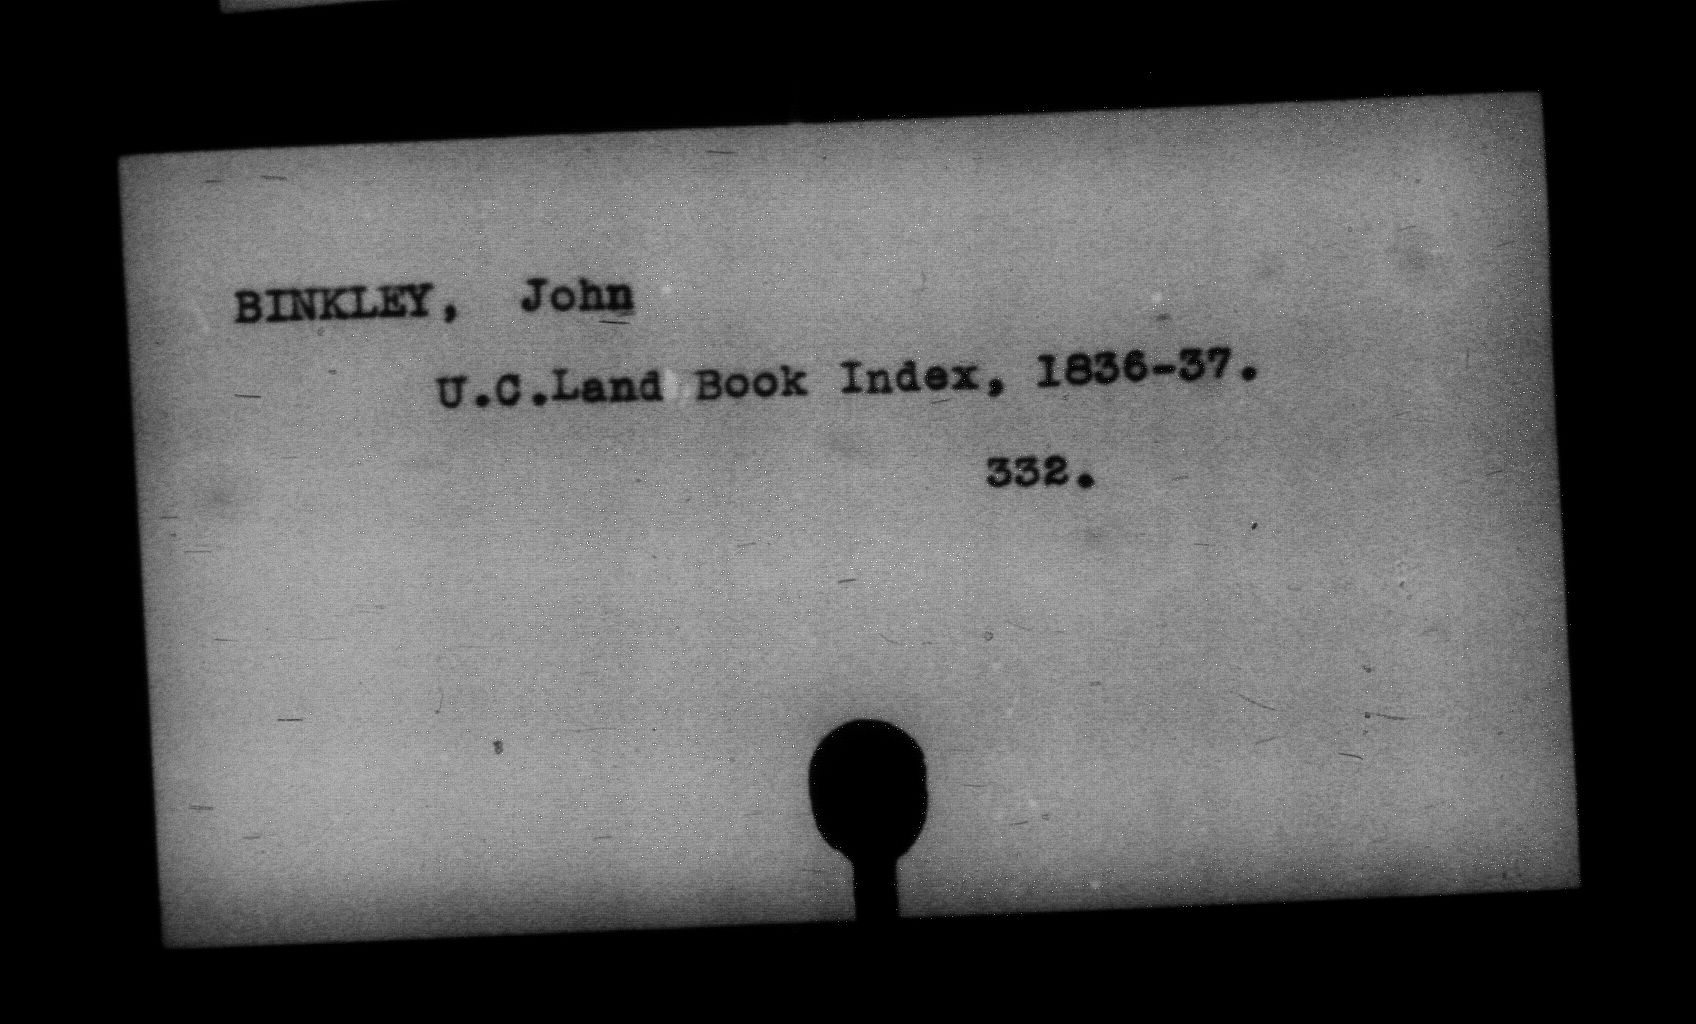 BINKLEY, John
U.C.Land Book Index, 1836-37.
332.